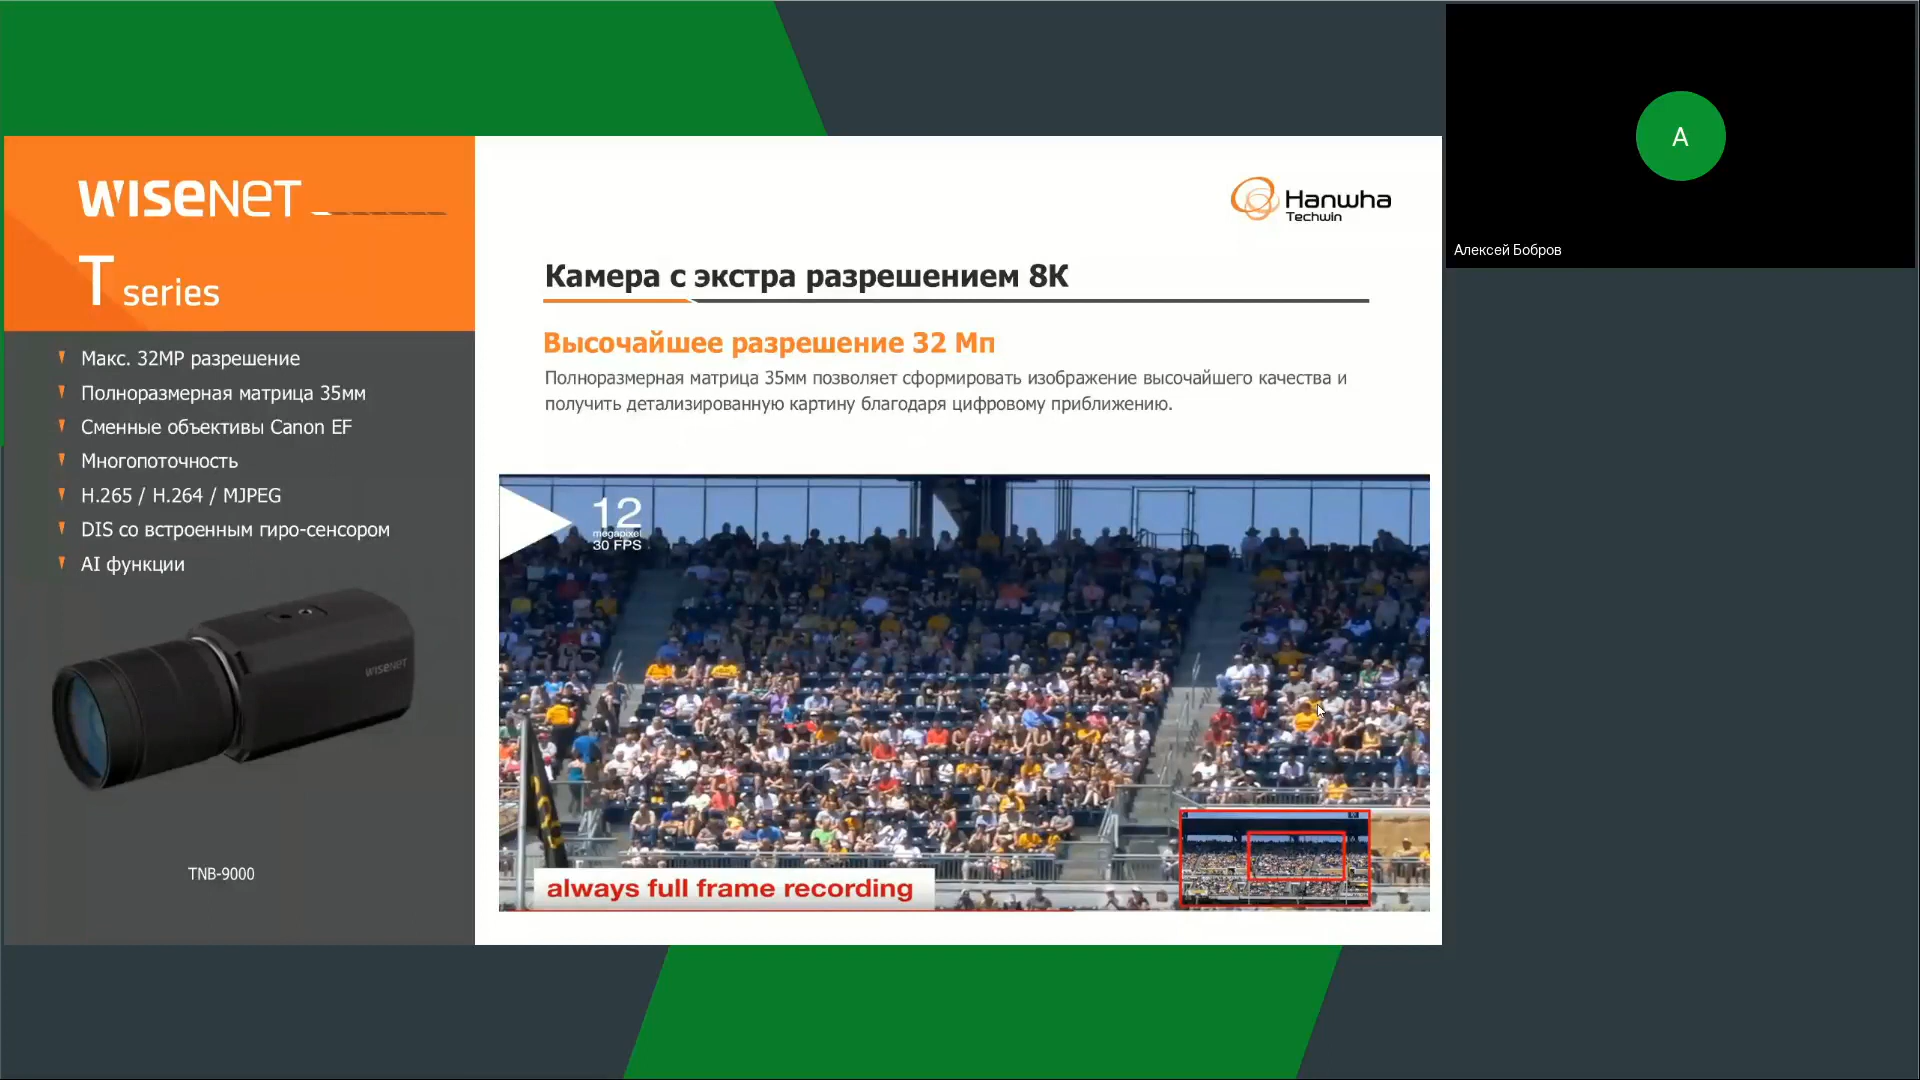 WISENET
T series
Макс. 32MP разрешение
Полноразмерная матрица 35мм
Сменные объективы Canon EF
Многопоточность
H.265 / H.264 / MJPEG
DIS со встроенным гиро-сенсором
AI функции
WISENET
TNB-9000
Hanwha
Techwin
Камера с экстра разрешением 8К
Высочайшее разрешение 32 Мп
Полноразмерная матрица 35мм позволяет сформировать изображение высочайшего качества и
получить детализированную картину благодаря цифровому приближению.
12
megapixel
30 FPS
always full frame recording
A
Алексей Бобров